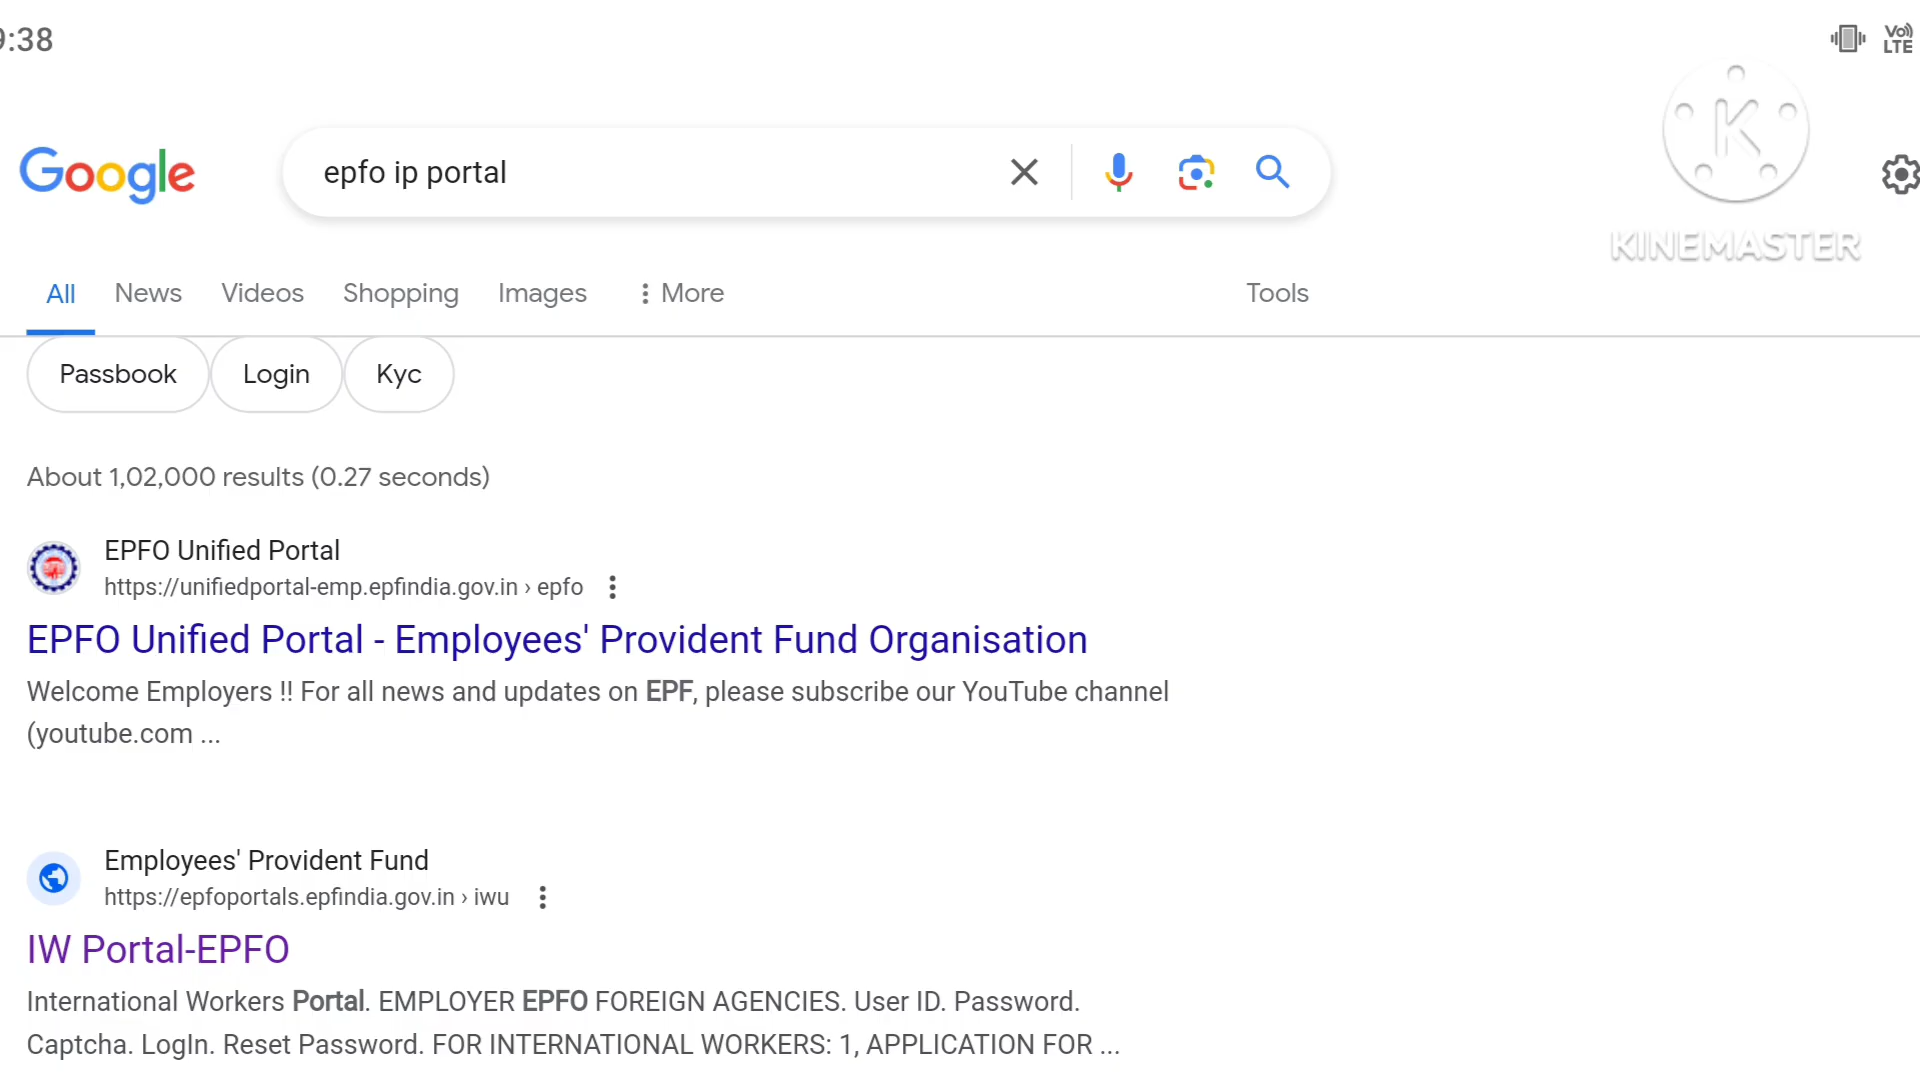 9:38
Vo) LTE
Google
epfo ip portal
K
KINEMASTER
All News Videos Shopping Images More Tools
Passbook Login Kyc
About 1,02,000 results (0.27 seconds)
EPFO Unified Portal
https://unifiedportal-emp.epfindia.gov.in › epfo
EPFO Unified Portal - Employees' Provident Fund Organisation
Welcome Employers !! For all news and updates on EPF, please subscribe our YouTube channel
(youtube.com ...
Employees' Provident Fund
https://epfoportals.epfindia.gov.in › iwu
IW Portal-EPFO
International Workers Portal. EMPLOYER EPFO FOREIGN AGENCIES. User ID. Password.
Captcha. LogIn. Reset Password. FOR INTERNATIONAL WORKERS: 1, APPLICATION FOR ...